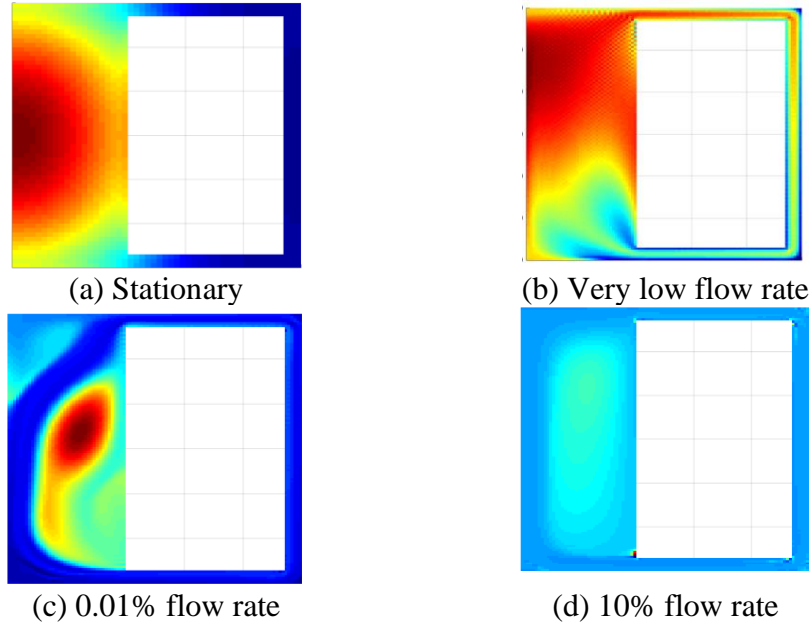 (a) Stationary
(b) Very low flow rate
(c) 0.01% flow rate
(d) 10% flow rate